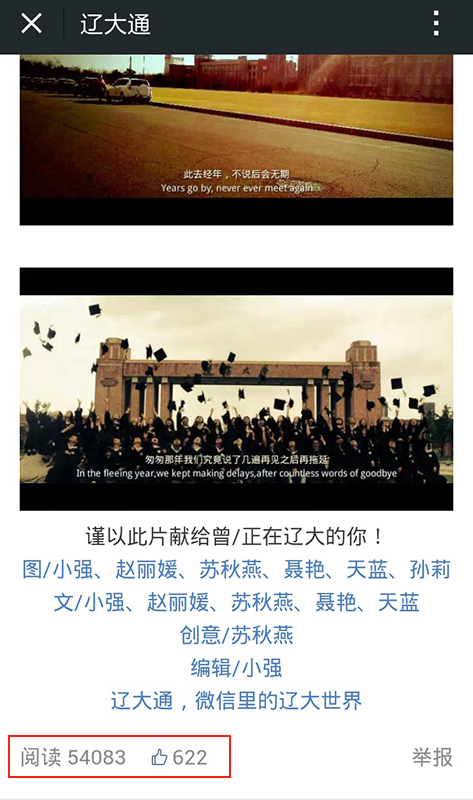 辽大通
此去经年，不说后会无期
Years go by, never ever meet again
匆匆那年我们究竟说了几遍再见之后再拖延
In the fleeing year,we kept making delays,after countless words of goodbye
谨以此片献给曾/正在辽大的你！
图/小强、赵丽媛、苏秋燕、聂艳、天蓝、孙莉
文/小强、赵丽媛、苏秋燕、聂艳、天蓝
创意/苏秋燕
编辑/小强
辽大通，微信里的辽大世界
阅读 54083 622 举报